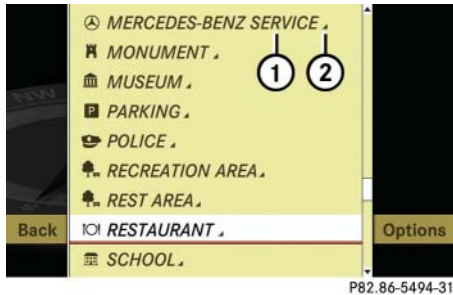 MERCEDES-BENZ SERVICE
MONUMENT
1 2
MUSEUM
P PARKING
NW
POLICE
RECREATION AREA
REST AREA
Back RESTAURANT Options
SCHOOL
P82.86-5494-31